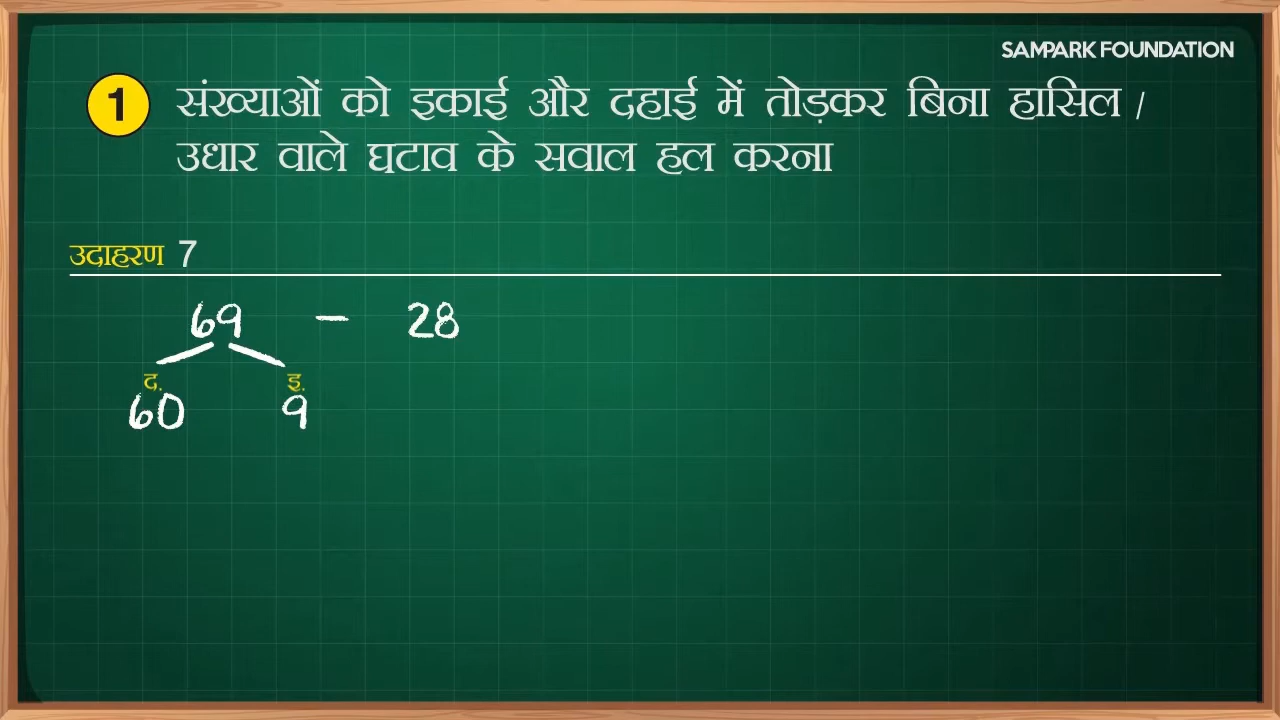 SAMPARK FOUNDATION
1 संख्याओं को इकाई और दहाई में तोड़कर बिना हासिल /
उधार वाले घटाव के सवाल हल करना
उदाहरण 7
69 - 28
द. इ.
60 9